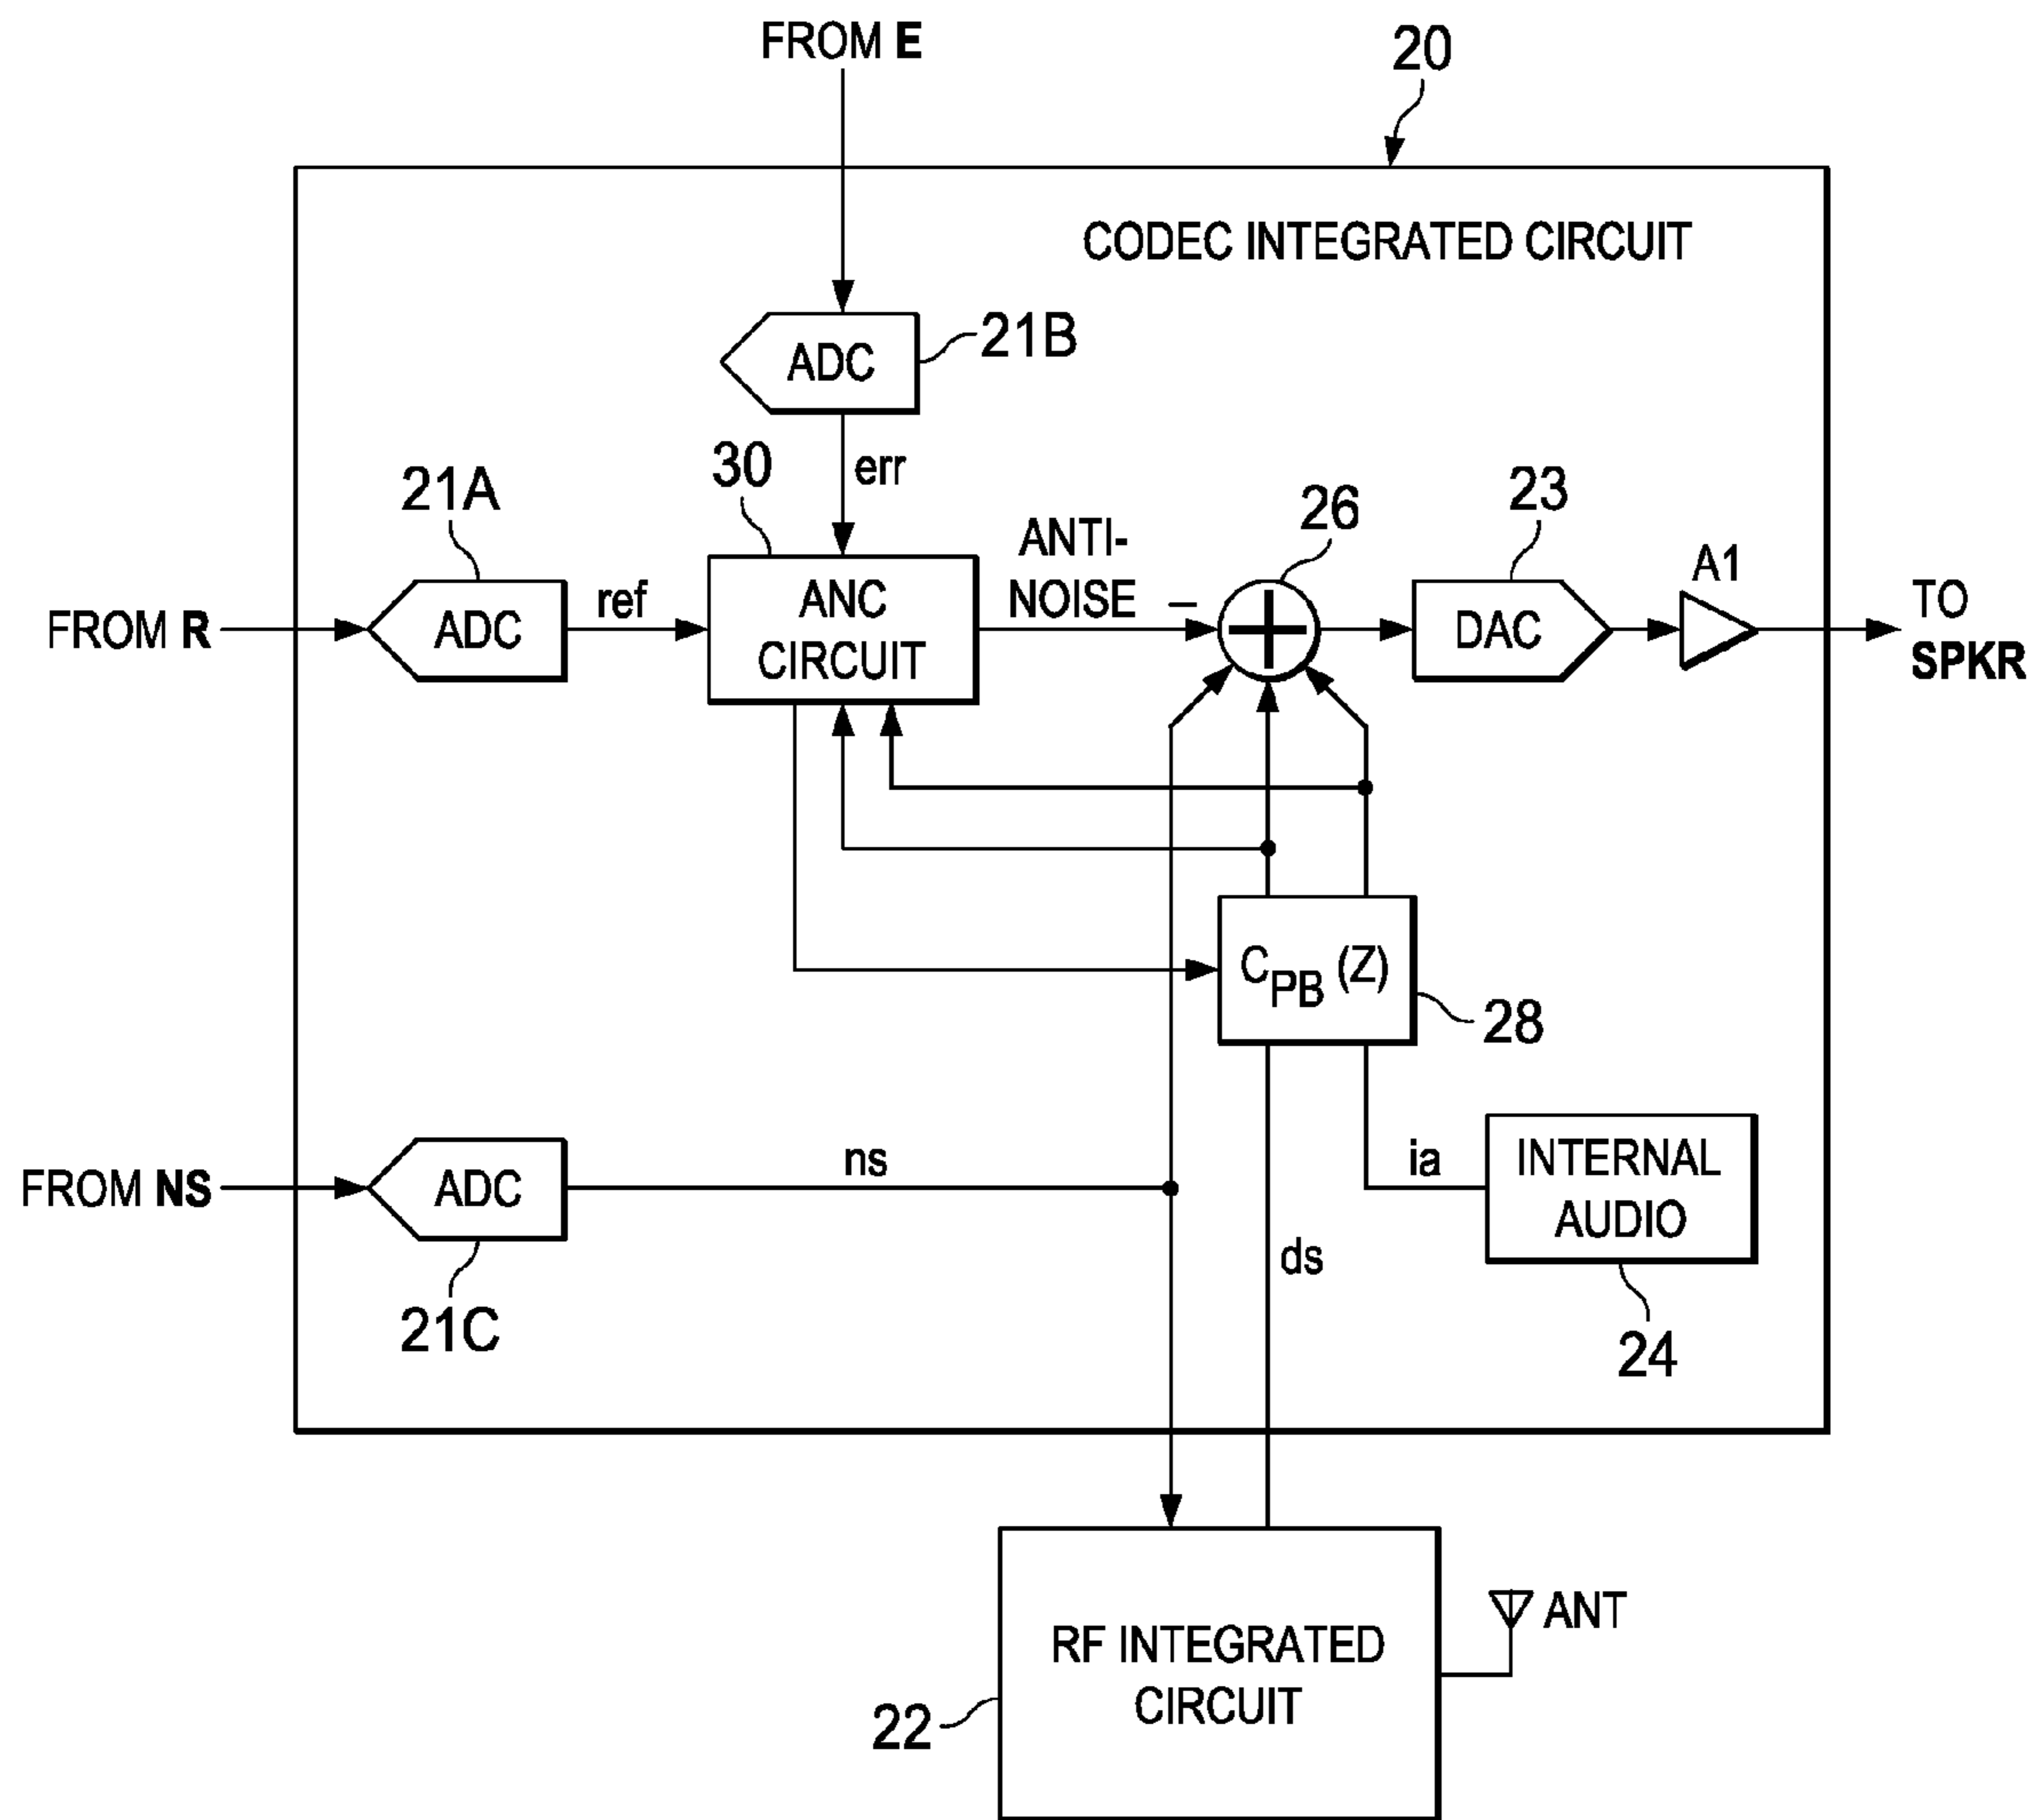 FROM E
20
CODEC INTEGRATED CIRCUIT
ADC
21B
err
30
21A
ANTI-
NOISE
–
26
23
A1
FROM R
ADC
ref
ANC
CIRCUIT
DAC
TO
SPKR
C PB (Z)
28
FROM NS
ADC
ns
ia
INTERNAL
AUDIO
21C
ds
24
RF INTEGRATED
CIRCUIT
ANT
22